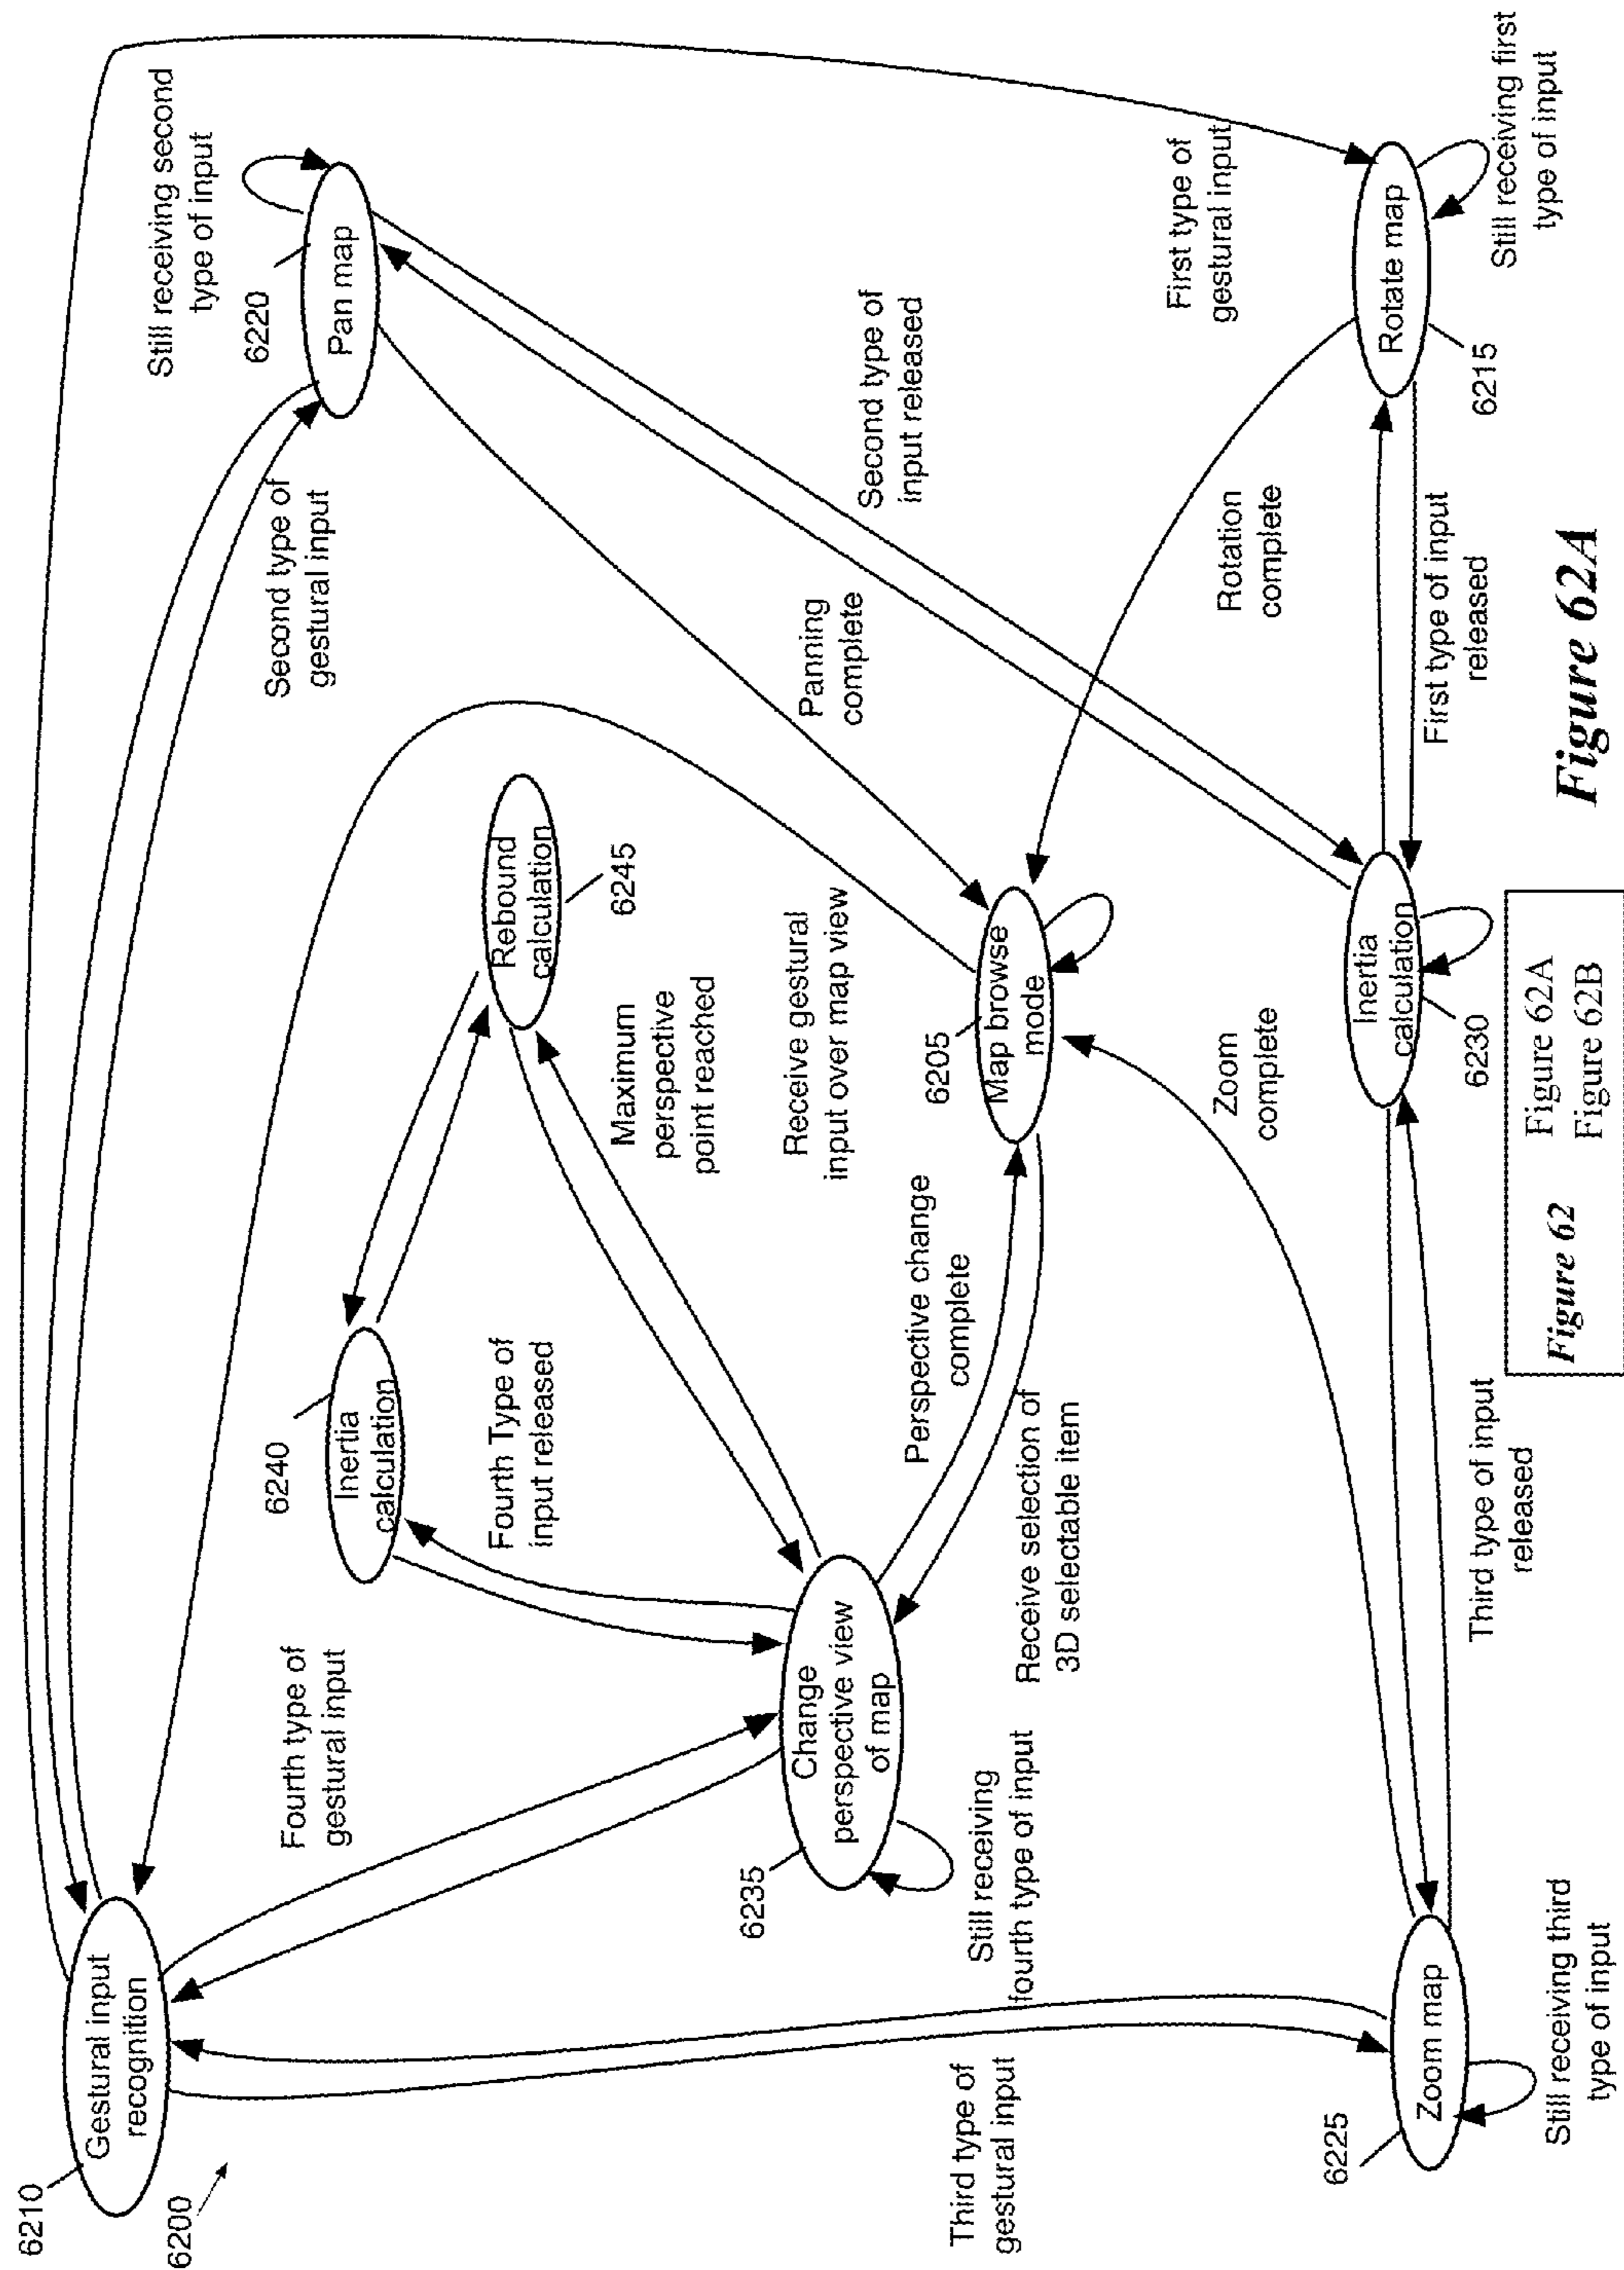 6210
6200
Gestural input
recognition
Still receiving second
type of input
6220
Pan map
Second type of
gestural input
Fourth type of
gestural input
6240
Inertia
calculation
Fourth Type of
input released
Rebound
calculation
6245
Maximum
perspective
point reached
6235
Change
perspective view
of map
Still receiving
fourth type of input
Receive gestural
input over map view
Panning
complete
Second type of
input released
First type of
gestural input
Perspective change
complete
Receive selection of
3D selectable item
6205
Map browse
mode
Rotation
complete
Zoom
complete
Third type of
gestural input
6225
Zoom map
Still receiving third
type of input
Third type of input
released
Inertia
calculation
6230
First type of input
released
Rotate map
6215
Still receiving first
type of input
Figure 62
Figure 62A
Figure 62B
Figure 62A